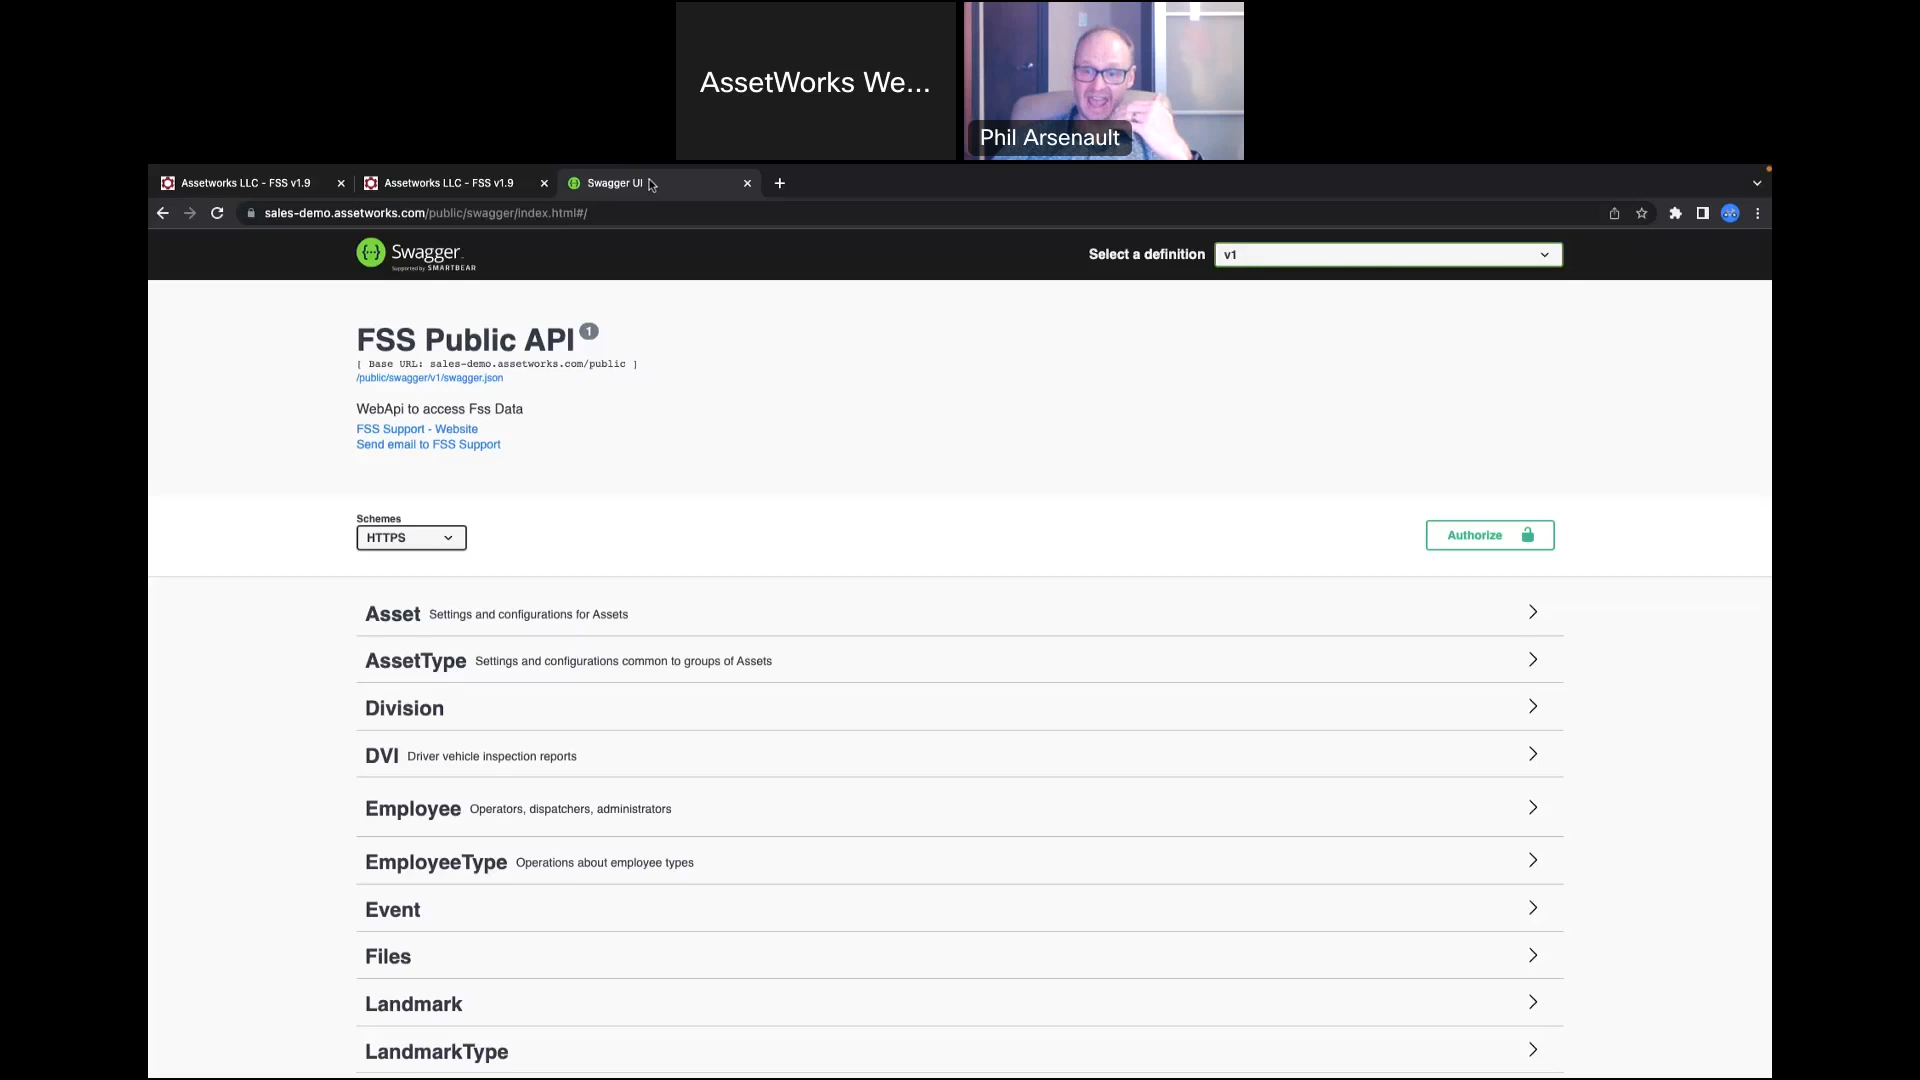 AssetWorks We...
Phil Arsenault
Assetworks LLC - FSS v1.9
Assetworks LLC - FSS v1.9
Swagger UI
sales-demo.assetworks.com/public/swagger/index.html#/
Swagger
Supported by SMARTBEAR
Select a definition
v1
FSS Public API 1
[ Base URL: sales-demo.assetworks.com/public ]
/public/swagger/v1/swagger.json
WebApi to access Fss Data
FSS Support - Website
Send email to FSS Support
Schemes
HTTPS
Authorize
Asset Settings and configurations for Assets
AssetType Settings and configurations common to groups of Assets
Division
DVI Driver vehicle inspection reports
Employee Operators, dispatchers, administrators
EmployeeType Operations about employee types
Event
Files
Landmark
LandmarkType